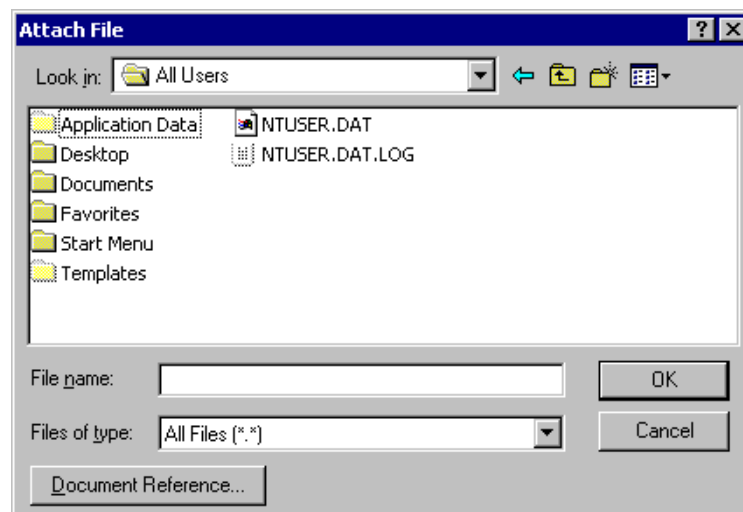 Attach File
Look in: All Users
Application Data NTUSER.DAT
Desktop NTUSER.DAT.LOG
Documents
Favorites
Start Menu
Templates
File name: OK
Files of type: All Files (*.*) Cancel
Document Reference...